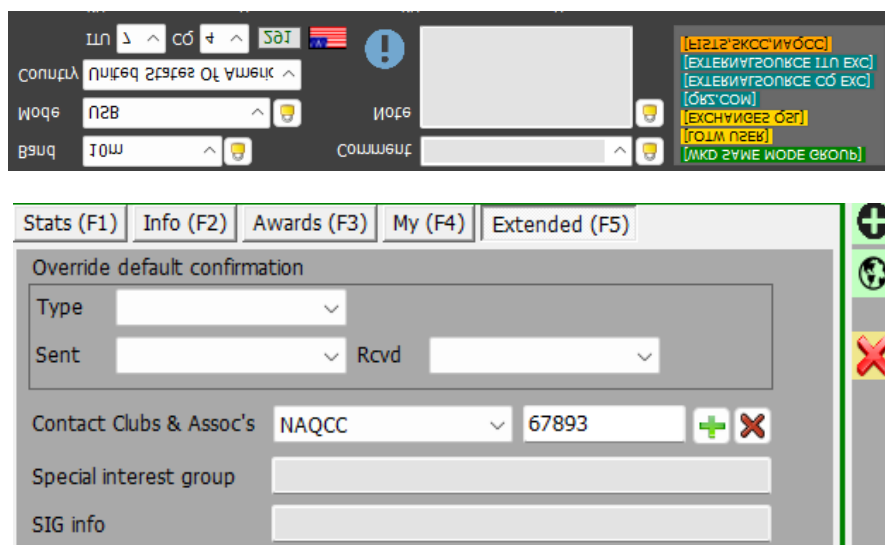 ITU 7 CQ 4 291
Country United States Of Americ
Mode USB
Note
Band 10m
Comment
[FISTS,SKCC,NAQCC]
[EXTERNALSOURCE ITU EXC]
[EXTERNALSOURCE CQ EXC]
[QRZ.COM]
[EXCHANGES QSL]
[LOTW USER]
[WKD SAME MODE GROUP]
Stats (F1) Info (F2) Awards (F3) My (F4) Extended (F5)
Override default confirmation
Type
Sent Rcvd
Contact Clubs & Assoc's NAQCC 67893
Special interest group
SIG info